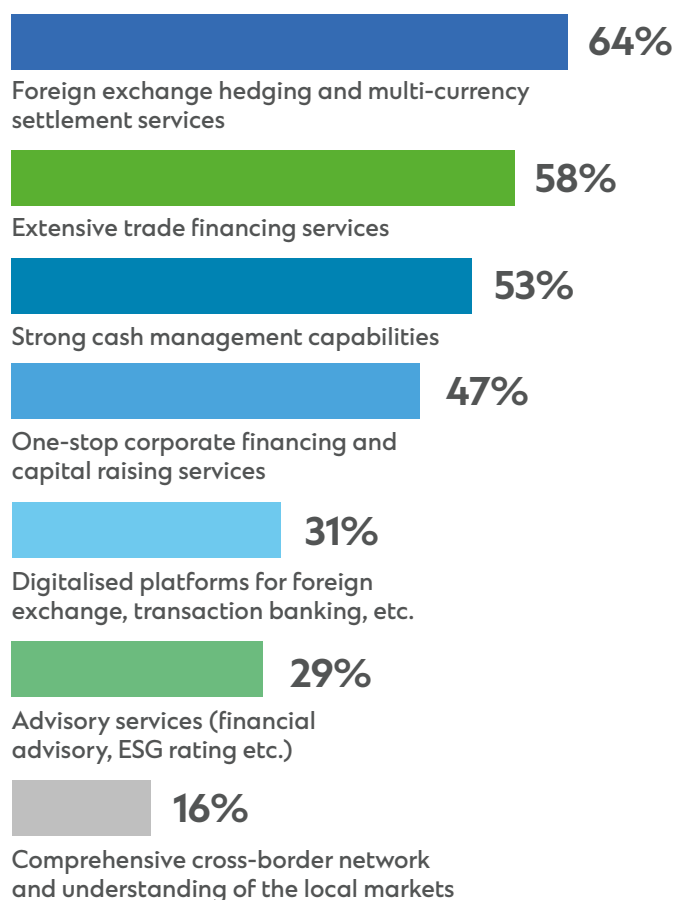 64%
Foreign exchange hedging and multi-currency
settlement services
58%
Extensive trade financing services
53%
Strong cash management capabilities
47%
One-stop corporate financing and
capital raising services
31%
Digitalised platforms for foreign
exchange, transaction banking, etc.
29%
Advisory services (financial
advisory, ESG rating etc.)
16%
Comprehensive cross-border network
and understanding of the local markets